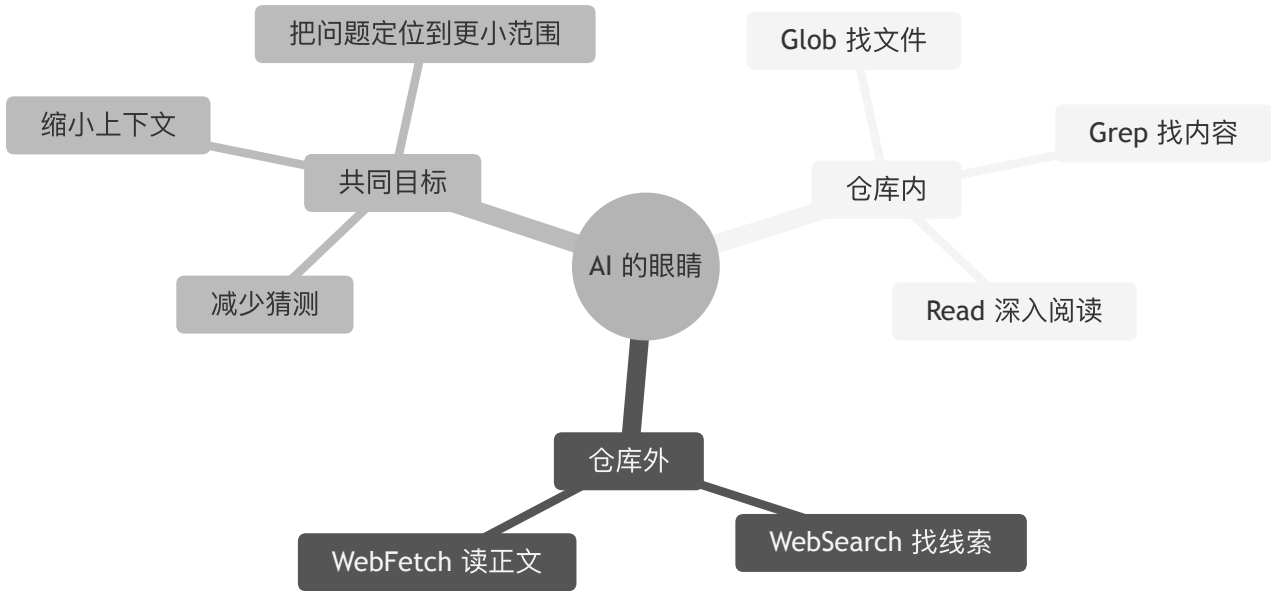 把问题定位到更小范围
缩小上下文
共同目标
减少猜测
AI 的眼睛
Glob 找文件
Grep 找内容
仓库内
Read 深入阅读
仓库外
WebFetch 读正文
WebSearch 找线索